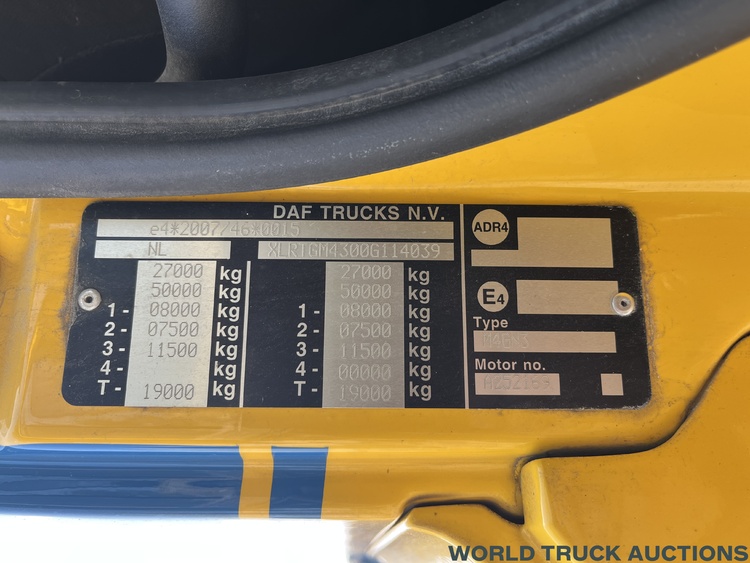 DAF TRUCKS N.V.
e4*2007/46*0015
NL XLRTGM4300G114039
27000 kg 27000 kg
50000 kg 50000 kg
1- 08000 kg 1- 08000 kg
2- 07500 kg 2- 07500 kg
3- 11500 kg 3- 11500 kg
4- kg 4- 00000 kg
T- 19000 kg T- 19000 kg
ADR4
E4
Type
Motor no.
WORLD TRUCK AUCTIONS